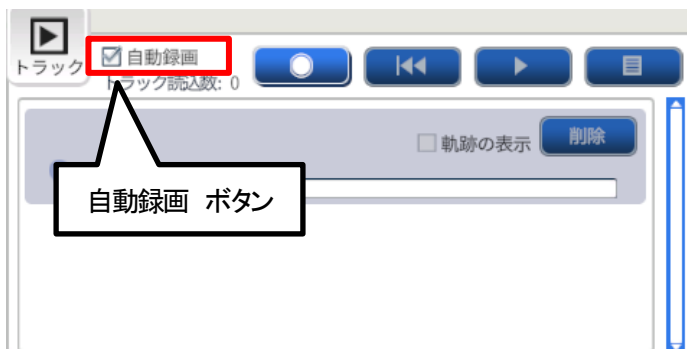 トラック
自動録画
トラック読込数: 0
軌跡の表示
削除
自動録画 ボタン